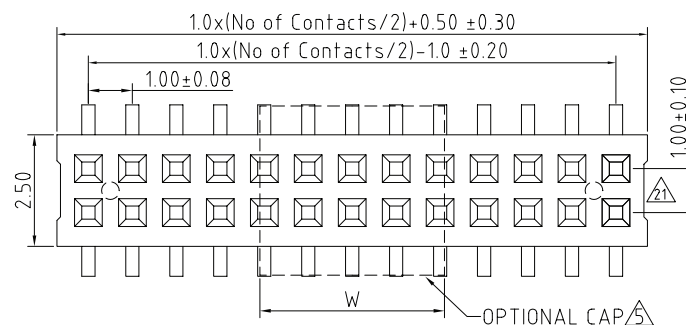 1.0x(No of Contacts/2)+0.50 ±0.30
1.0x(No of Contacts/2)-1.0 ±0.20
1.00±0.08
1.00±0.10
2.50
21
W
OPTIONAL CAP 5